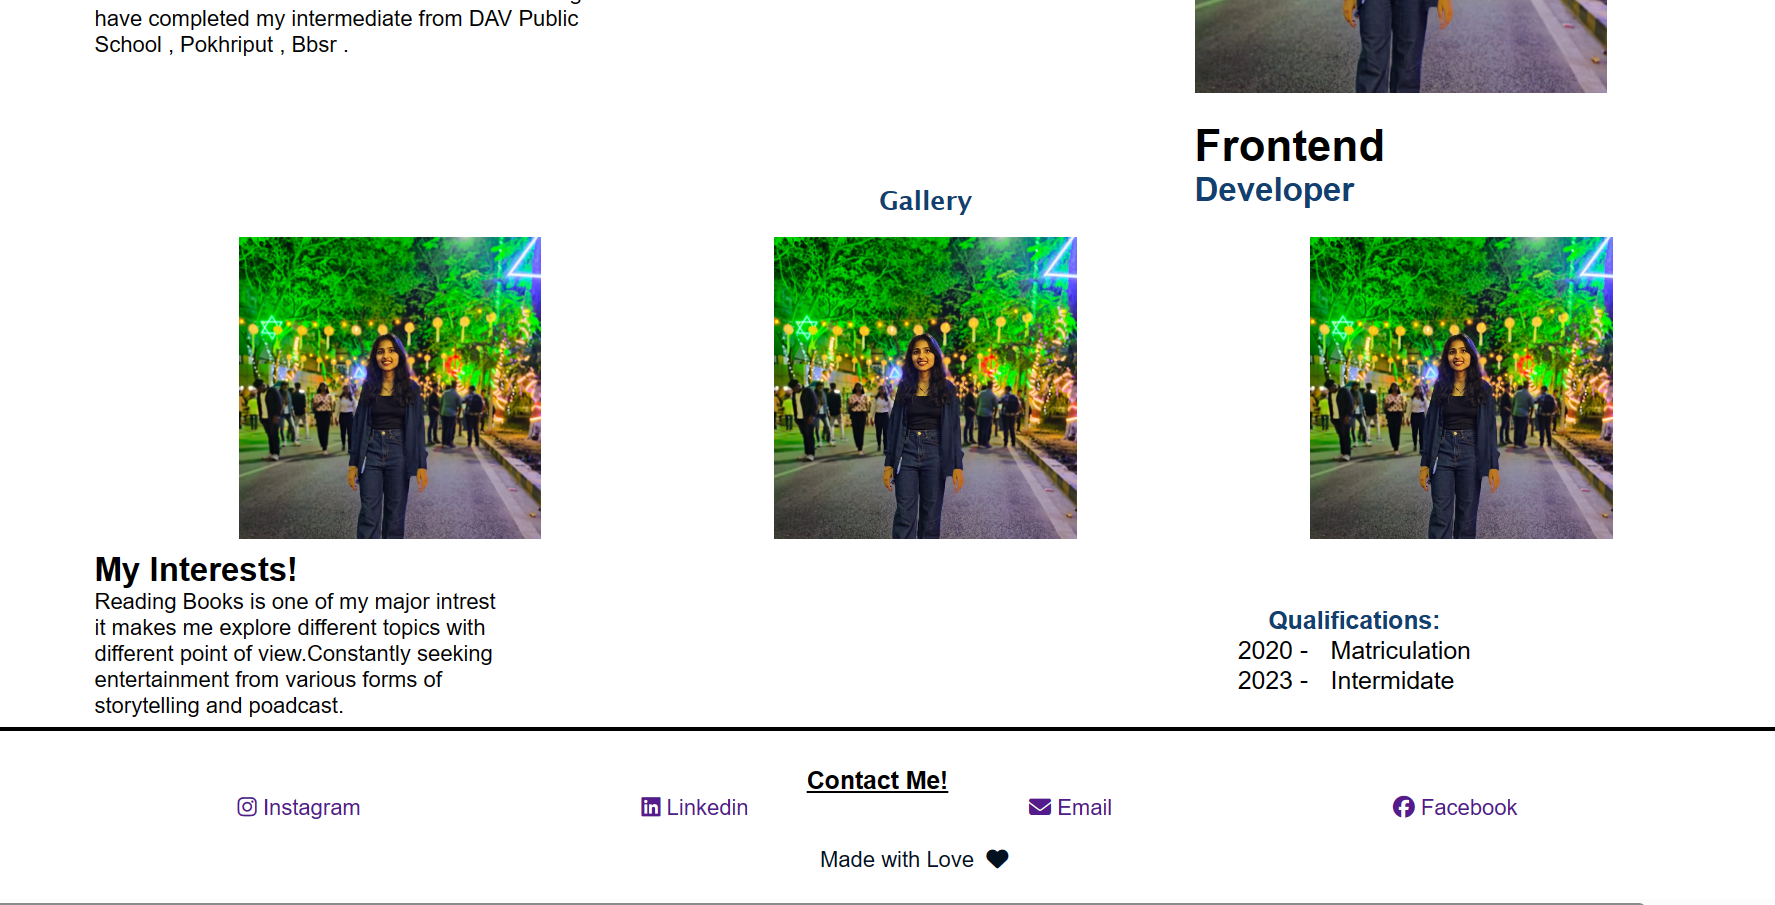 have completed my intermediate from DAV Public
School , Pokhriput , Bbsr .
Frontend
Developer
Gallery
My Interests!
Reading Books is one of my major intrest
it makes me explore different topics with
different point of view.Constantly seeking
entertainment from various forms of
storytelling and poadcast.
Qualifications:
2020 - Matriculation
2023 - Intermidate
Contact Me!
Instagram
Linkedin
Email
Facebook
Made with Love